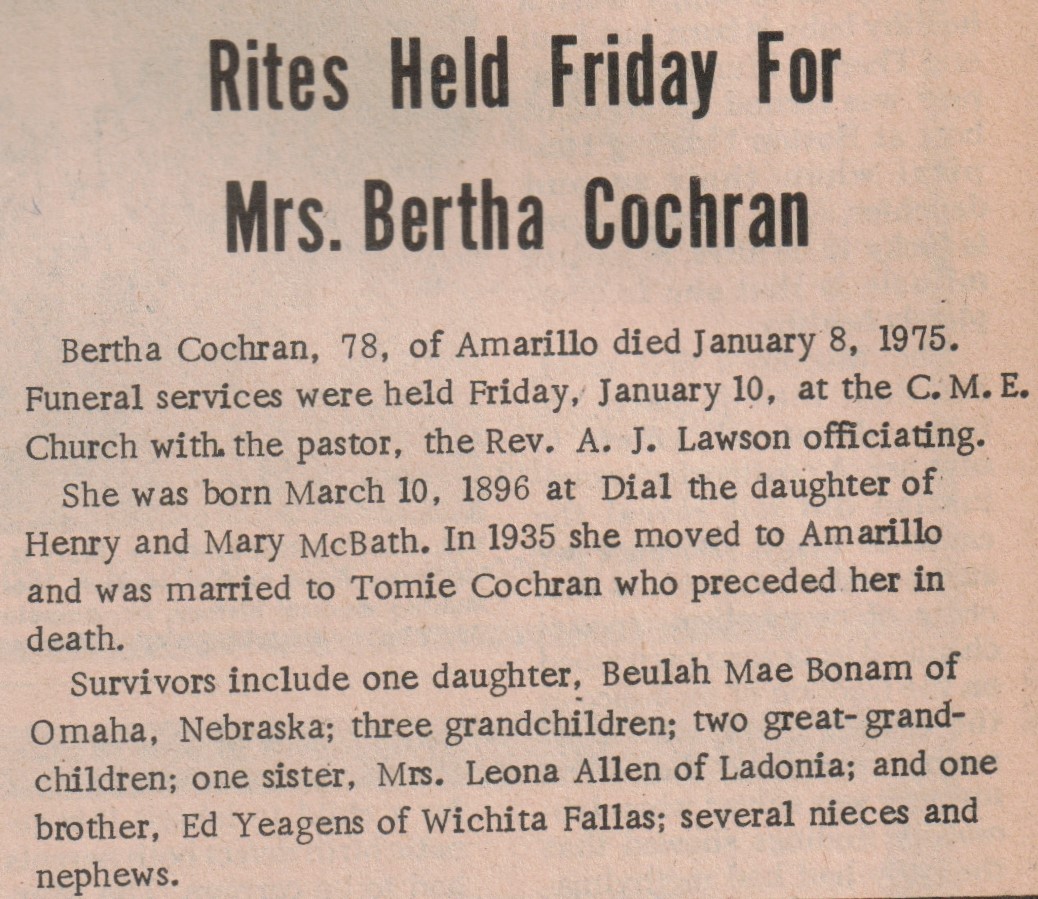 Rites Held Friday For
Mrs. Bertha Cochran
Bertha Cochran, 78, of Amarillo died January 8, 1975.
Funeral services were held Friday, January 10, at the C. M. E.
Church with the pastor, the Rev. A. J. Lawson officiating.
She was born March 10, 1896 at Dial the daughter of
Henry and Mary McBath. In 1935 she moved to Amarillo
and was married to Tomie Cochran who preceded her in
death.
Survivors include one daughter, Beulah Mae Bonam of
Omaha, Nebraska; three grandchildren; two great-grand-
children; one sister, Mrs. Leona Allen of Ladonia; and one
brother, Ed Yeagens of Wichita Fallas; several nieces and
nephews.